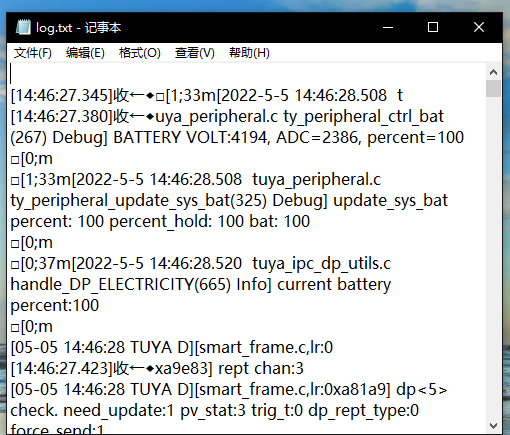 log.txt - 记事本
文件(F) 编辑(E) 格式(O) 查看(V) 帮助(H)
[14:46:27.345]收←◆□[1;33m[2022-5-5 14:46:28.508  t
[14:46:27.380]收←◆uya_peripheral.c ty_peripheral_ctrl_bat
(267) Debug] BATTERY VOLT:4194, ADC=2386, percent=100
□[0;m
□[1;33m[2022-5-5 14:46:28.508  tuya_peripheral.c
ty_peripheral_update_sys_bat(325) Debug] update_sys_bat
percent: 100 percent_hold: 100 bat: 100
□[0;m
□[0;37m[2022-5-5 14:46:28.520  tuya_ipc_dp_utils.c
handle_DP_ELECTRICITY(665) Info] current battery
percent:100
□[0;m
[05-05 14:46:28 TUYA D][smart_frame.c,lr:0
[14:46:27.423]收←◆xa9e83] rept chan:3
[05-05 14:46:28 TUYA D][smart_frame.c,lr:0xa81a9] dp<5>
check. need_update:1 pv_stat:3 trig_t:0 dp_rept_type:0
force_send:1